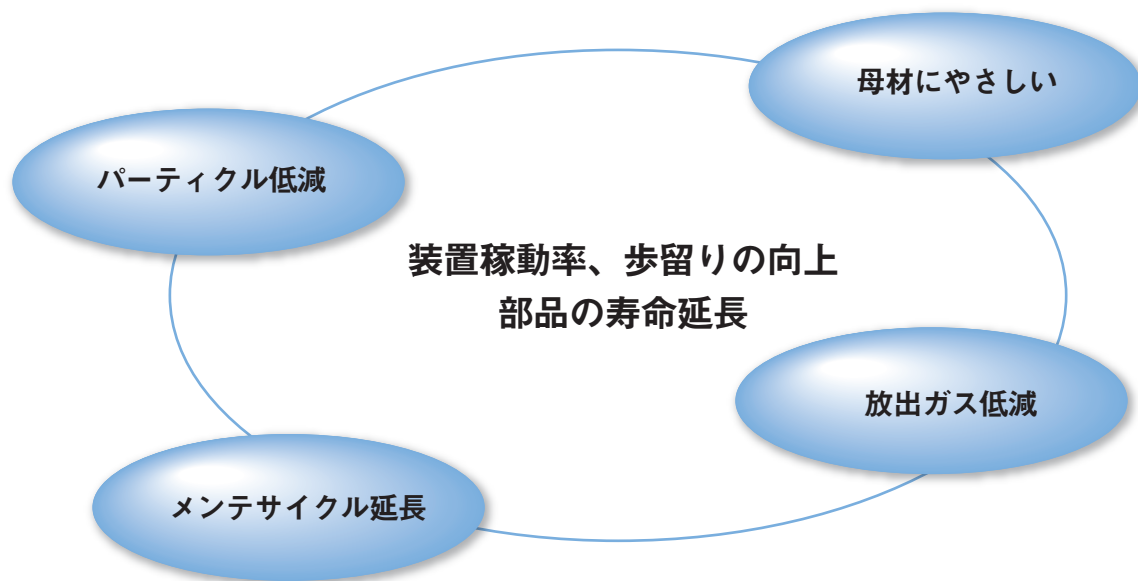 母材にやさしい
パーティクル低減
装置稼動率、歩留りの向上
部品の寿命延長
放出ガス低減
メンテサイクル延長